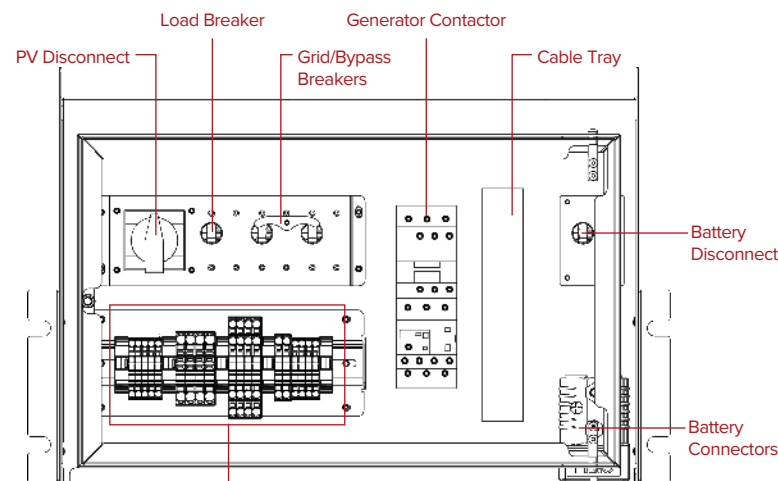 Load Breaker
Generator Contactor
PV Disconnect
Grid/Bypass
Breakers
Cable Tray
Battery
Disconnect
Battery
Connectors